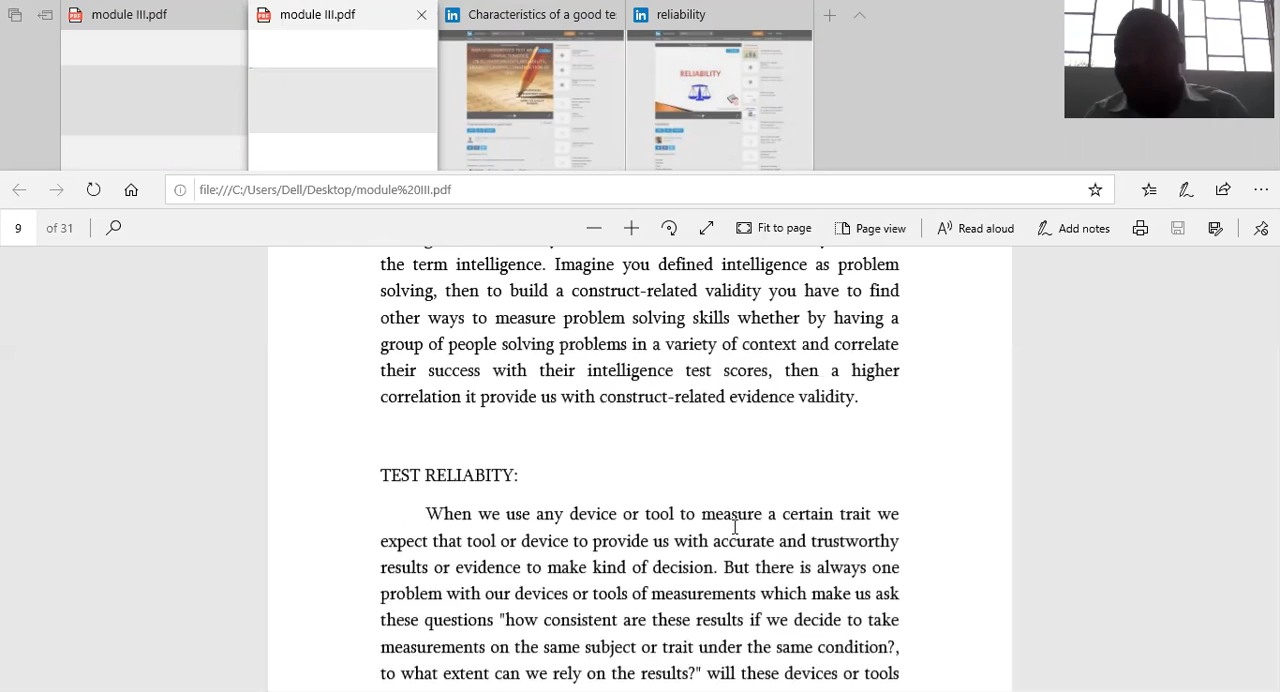 module III.pdf
module III.pdf
Characteristics of a good te
reliability
RELIABILITY
file:///C:/Users/Dell/Desktop/module%20III.pdf
9 of 31
Fit to page
Page view
Read aloud
Add notes
the term intelligence. Imagine you defined intelligence as problem
solving, then to build a construct-related validity you have to find
other ways to measure problem solving skills whether by having a
group of people solving problems in a variety of context and correlate
their success with their intelligence test scores, then a higher
correlation it provide us with construct-related evidence validity.
TEST RELIABITY:
When we use any device or tool to measure a certain trait we
expect that tool or device to provide us with accurate and trustworthy
results or evidence to make kind of decision. But there is always one
problem with our devices or tools of measurements which make us ask
these questions "how consistent are these results if we decide to take
measurements on the same subject or trait under the same condition?,
to what extent can we rely on the results?" will these devices or tools